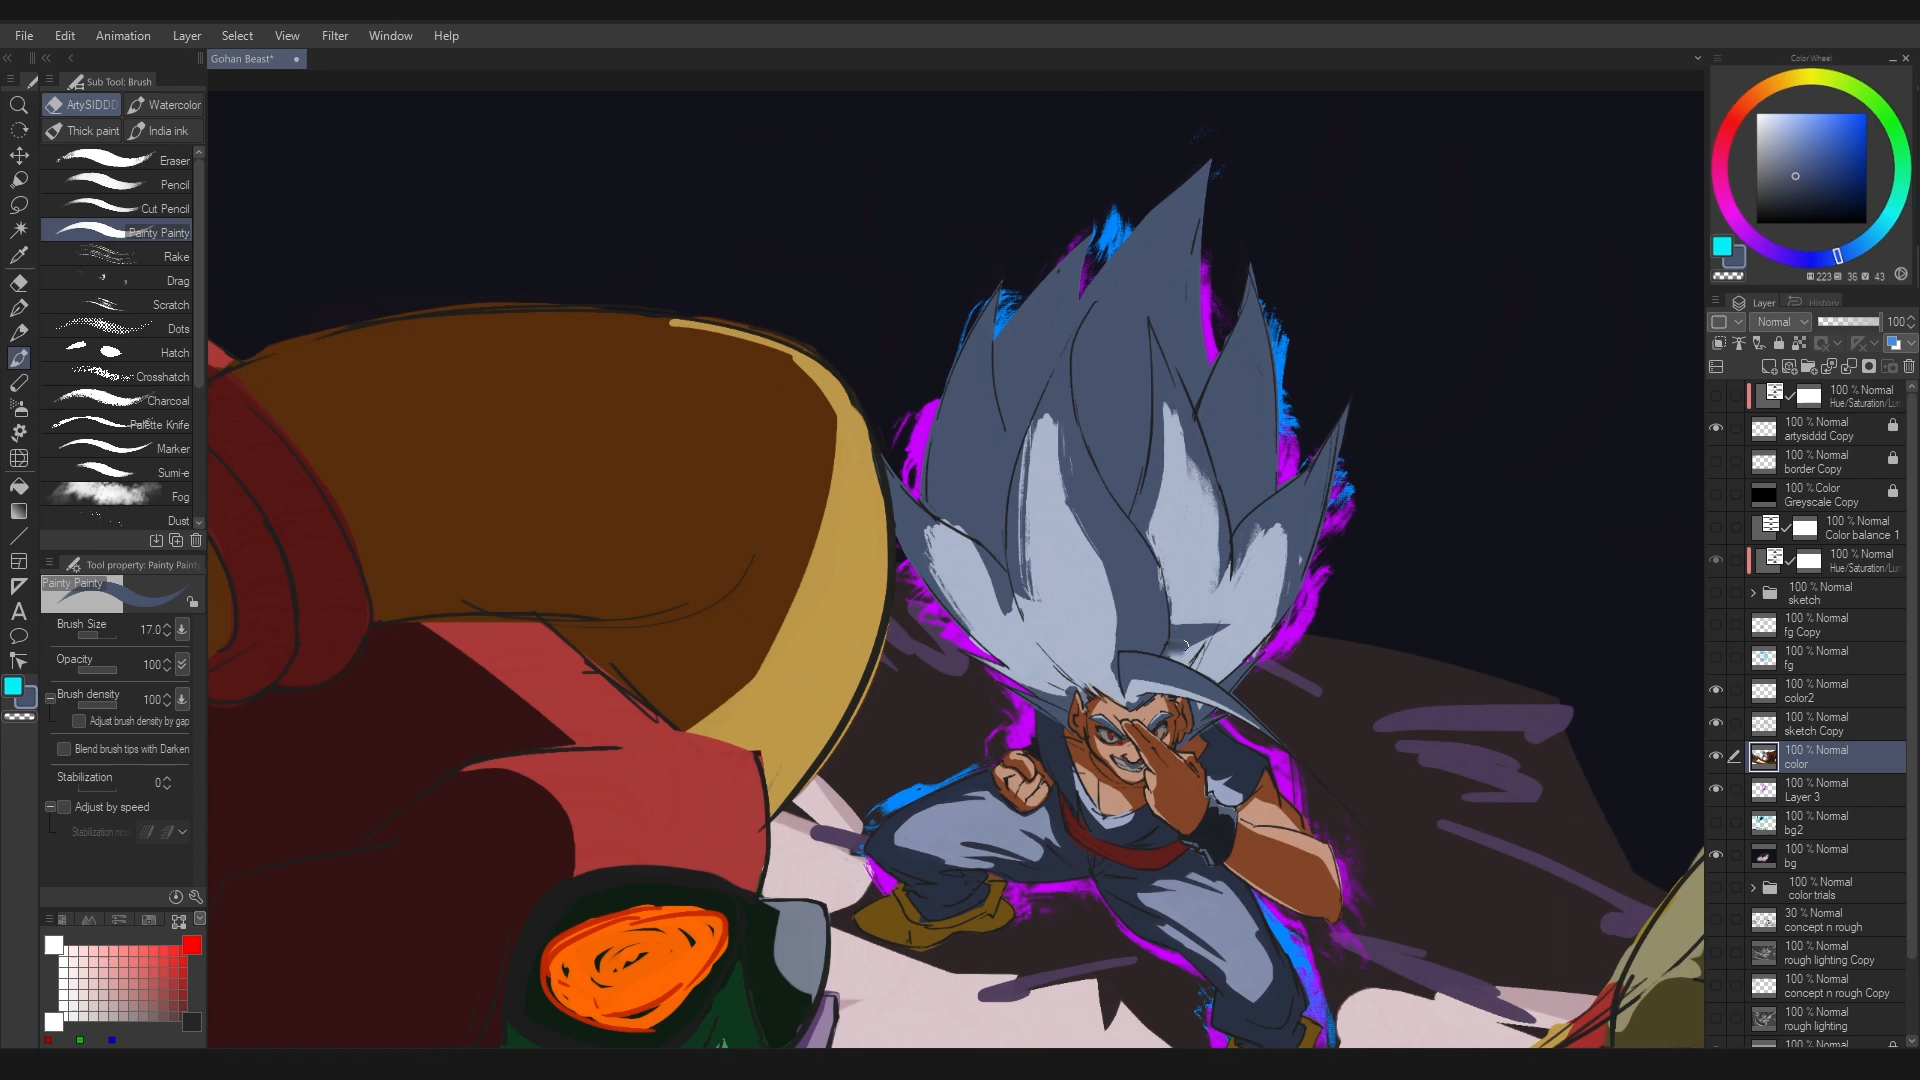 File Edit Animation Layer Select View Filter Window Help
Gohan Beast*
Color Wheel
Sub Tool: Brush
ArtySIDDD Watercolor
Thick paint India ink
Eraser
Pencil
Cut Pencil
Painty Painty
Rake
Drag
Scratch
Dots
Hatch
Crosshatch
Charcoal
Palette Knife
Marker
Sumi-e
Fog
Dust
Tool property: Painty Paint
Painty Painty
Brush Size 17.0
Opacity 100
Brush density 100
Adjust brush density by gap
Blend brush tips with Darken
Stabilization 0
Adjust by speed
Stabilization mo
223 36 43
Layer History
Normal 100
100 % Normal
Hue/Saturation/Lu
100 % Normal
artysiddd Copy
100 % Normal
border Copy
100 % Color
Greyscale Copy
100 % Normal
Color balance 1
100 % Normal
Hue/Saturation/Lu
100 % Normal
sketch
100 % Normal
fg Copy
100 % Normal
fg
100 % Normal
color2
100 % Normal
sketch Copy
100 % Normal
color
100 % Normal
Layer 3
100 % Normal
bg2
100 % Normal
bg
100 % Normal
color trials
30 % Normal
concept n rough
100 % Normal
rough lighting Copy
100 % Normal
concept n rough Copy
100 % Normal
rough lighting
100 % Normal